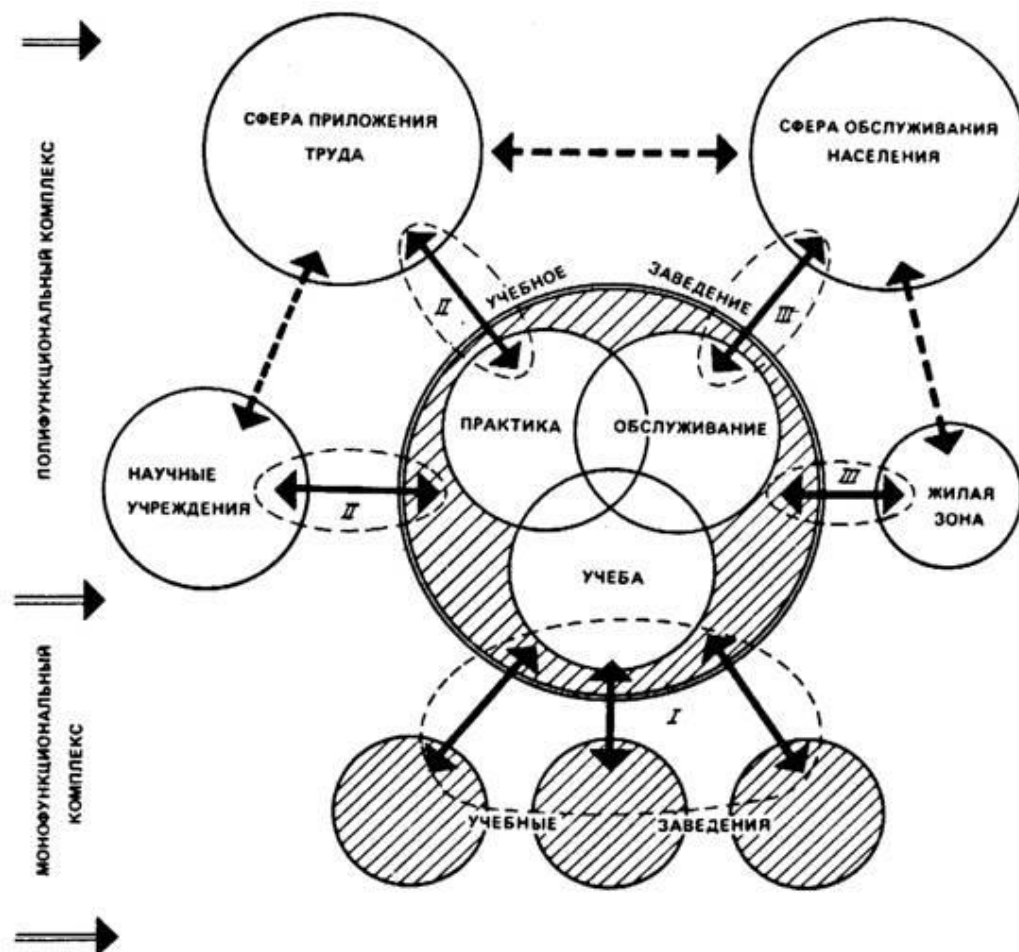 СФЕРА ПРИЛОЖЕНИЯ
ТРУДА
СФЕРА ОБСЛУЖИВАНИЯ
НАСЕЛЕНИЯ
ПОЛИФУНКЦИОНАЛЬНЫЙ КОМПЛЕКС
УЧЕБНОЕ
ЗАВЕДЕНИЕ
II
III
ПРАКТИКА
ОБСЛУЖИВАНИЕ
НАУЧНЫЕ
УЧРЕЖДЕНИЯ
II
III
ЖИЛАЯ
ЗОНА
УЧЕБА
МОНОФУНКЦИОНАЛЬНЫЙ
КОМПЛЕКС
I
УЧЕБНЫЕ
ЗАВЕДЕНИЯ